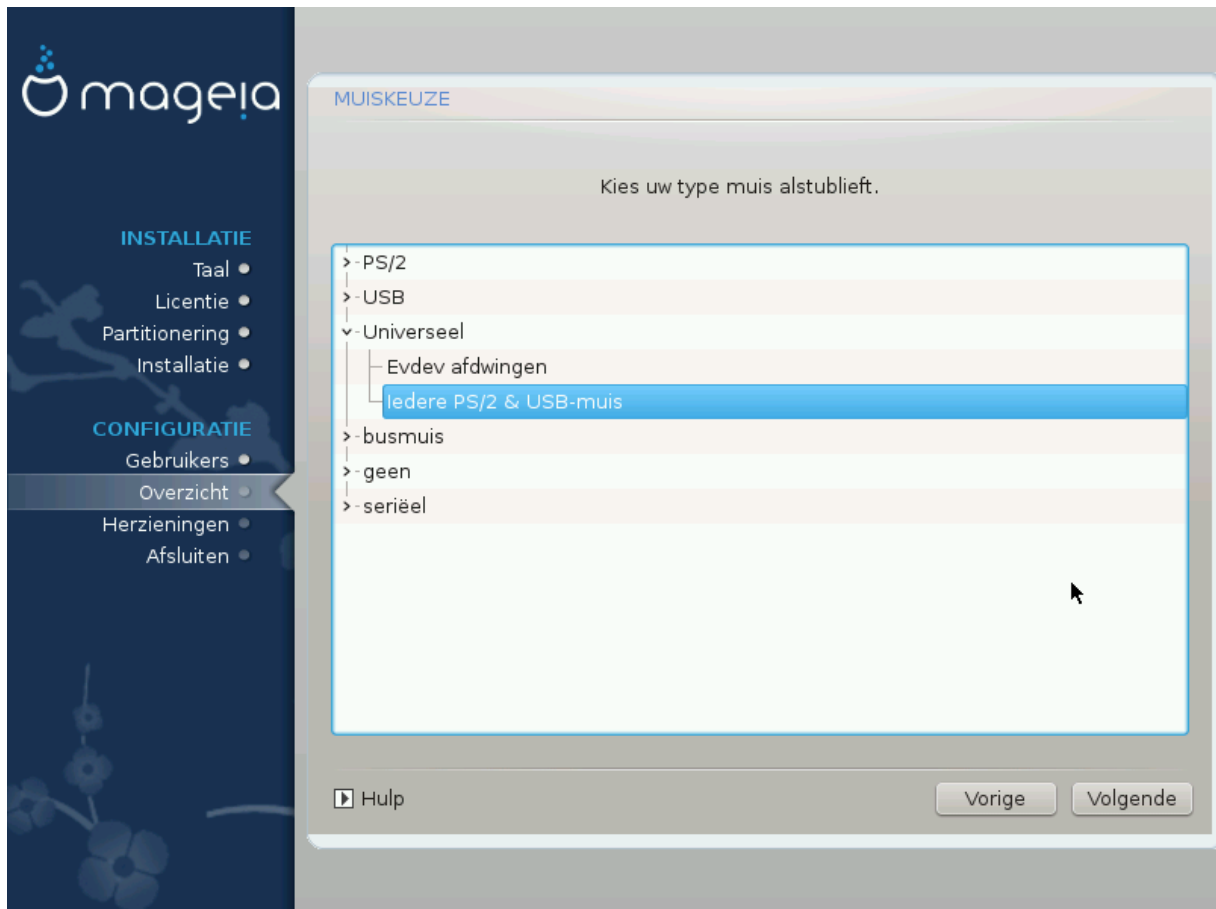 mageia
INSTALLATIE
Taal
Licentie
Partitionering
Installatie
CONFIGURATIE
Gebruikers
Overzicht
Herzieningen
Afsluiten
MUISKEUZE
Kies uw type muis alstublieft.
PS/2
USB
Universeel
Evdev afdwingen
Iedere PS/2 & USB-muis
busmuis
geen
seriëel
Hulp
Vorige
Volgende